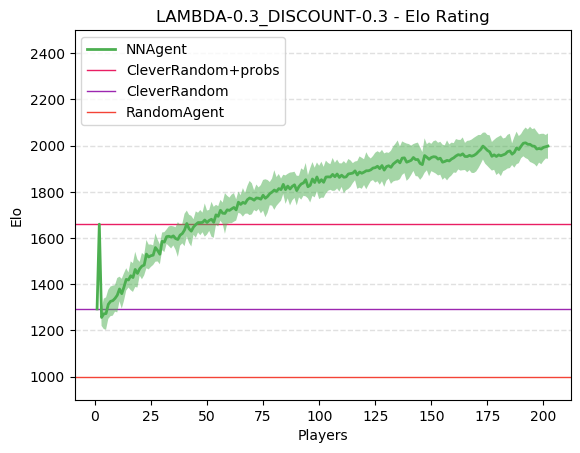 LAMBDA-0.3_DISCOUNT-0.3 - Elo Rating
NNAgent
CleverRandom+probs
CleverRandom
RandomAgent
2400
2200
2000
1800
1600
1400
1200
1000
Elo
0 25 50 75 100 125 150 175 200
Players